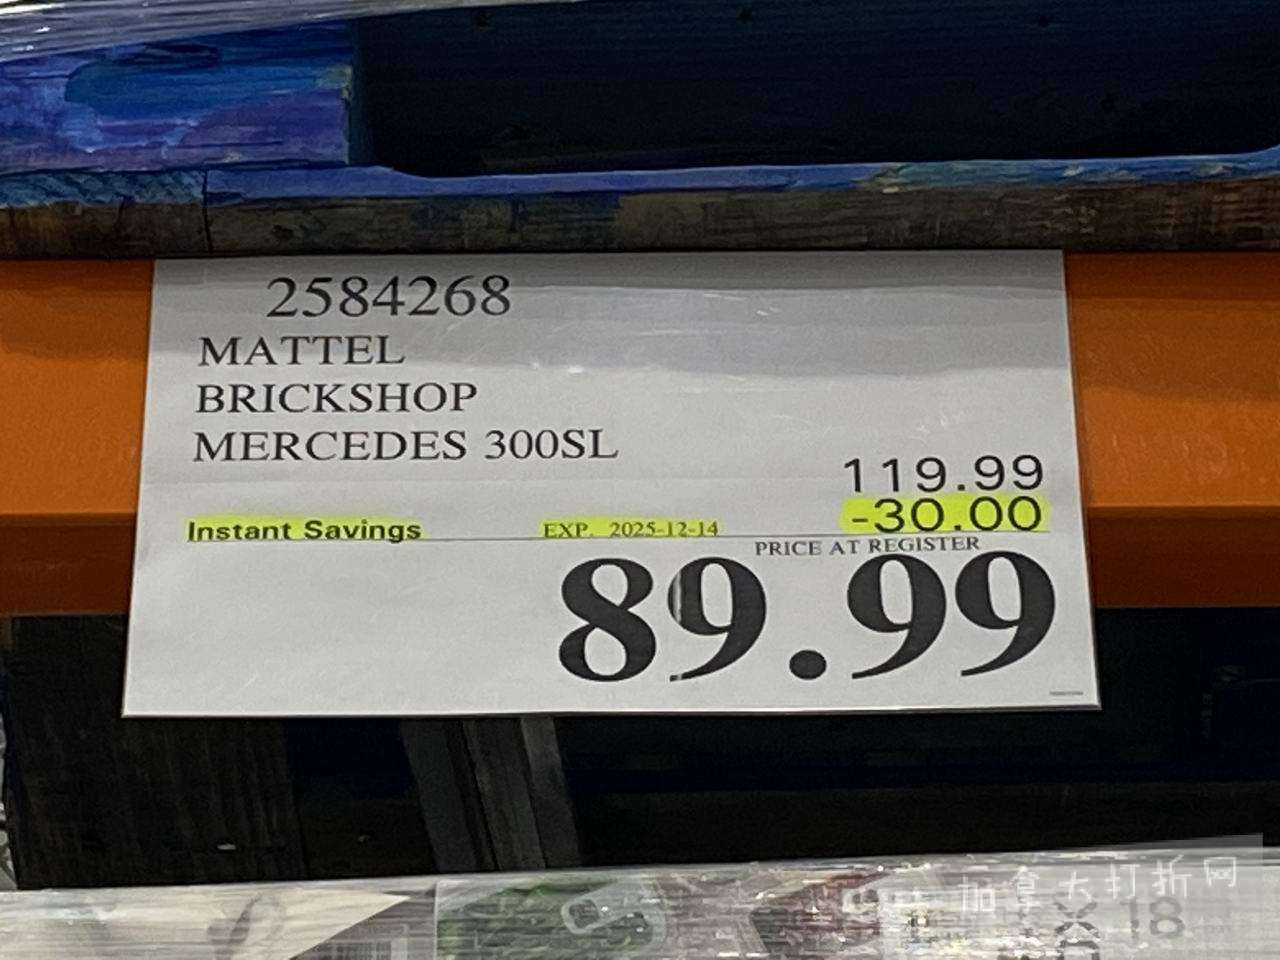 2584268
MATTEL
BRICKSHOP
MERCEDES 300SL
119.99
Instant Savings EXP. 2025-12-14 -30.00
PRICE AT REGISTER
89.99
加拿大打折网
X 18